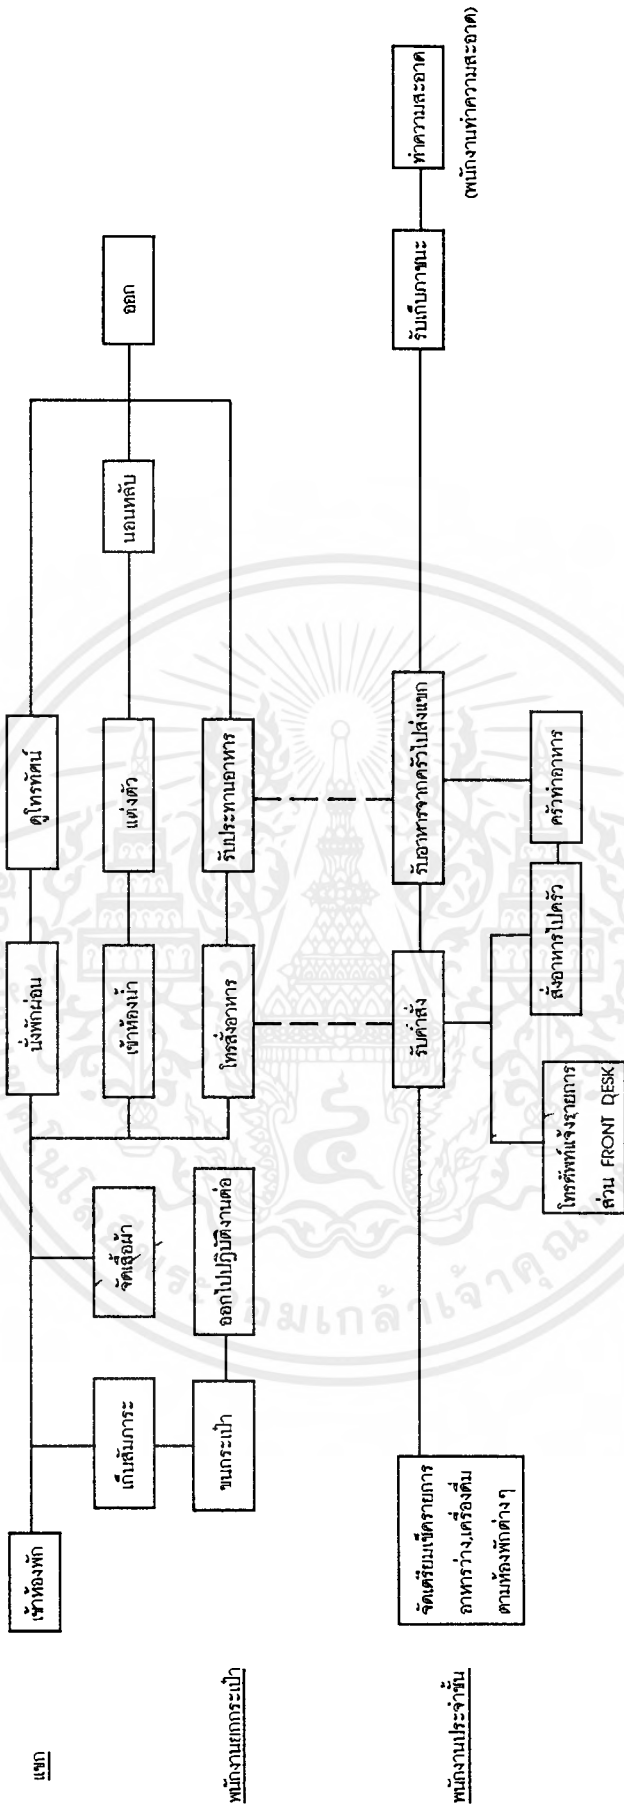 แขก
เข้าห้องพัก
เก็บสัมภาระ
จัดเสื้อผ้า
นั่งพักผ่อน
ดูโทรทัศน์
เข้าห้องน้ำ
แต่งตัว
นอนหลับ
ออก
โทรสั่งอาหาร
รับประทานอาหาร
พนักงานยกกระเป๋า
ขนกระเป๋า
ออกไปปฏิบัติงานต่อ
พนักงานประจำชั้น
จัดเตรียมเช็ครายการ
อาหารว่าง,เครื่องดื่ม
ตามห้องพักต่างๆ
รับคำสั่ง
รับอาหารจากครัวไปส่งแขก
รับเก็บภาชนะ
ทำความสะอาด
(พนักงานทำความสะอาด)
โทรศัพท์แจ้งรายการ
ส่วน FRONT DESK
สั่งอาหารไปครัว
ครัวทำอาหาร